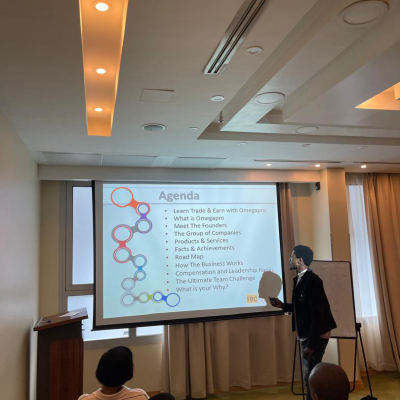 Agenda
• Learn Trade & Earn with Omegapro
• What is Omegapro
• Meet The Founders
• The Group of Companies
• Products & Services
• Facts & Achievements
• Road Map
• How The Business Works
• Compensation and Leadership
• The Ultimate Team Challenge
• What is your Why?